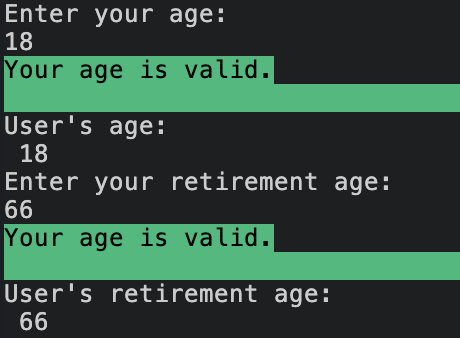 Enter your age:
18
Your age is valid.
User's age:
 18
Enter your retirement age:
66
Your age is valid.
User's retirement age:
 66